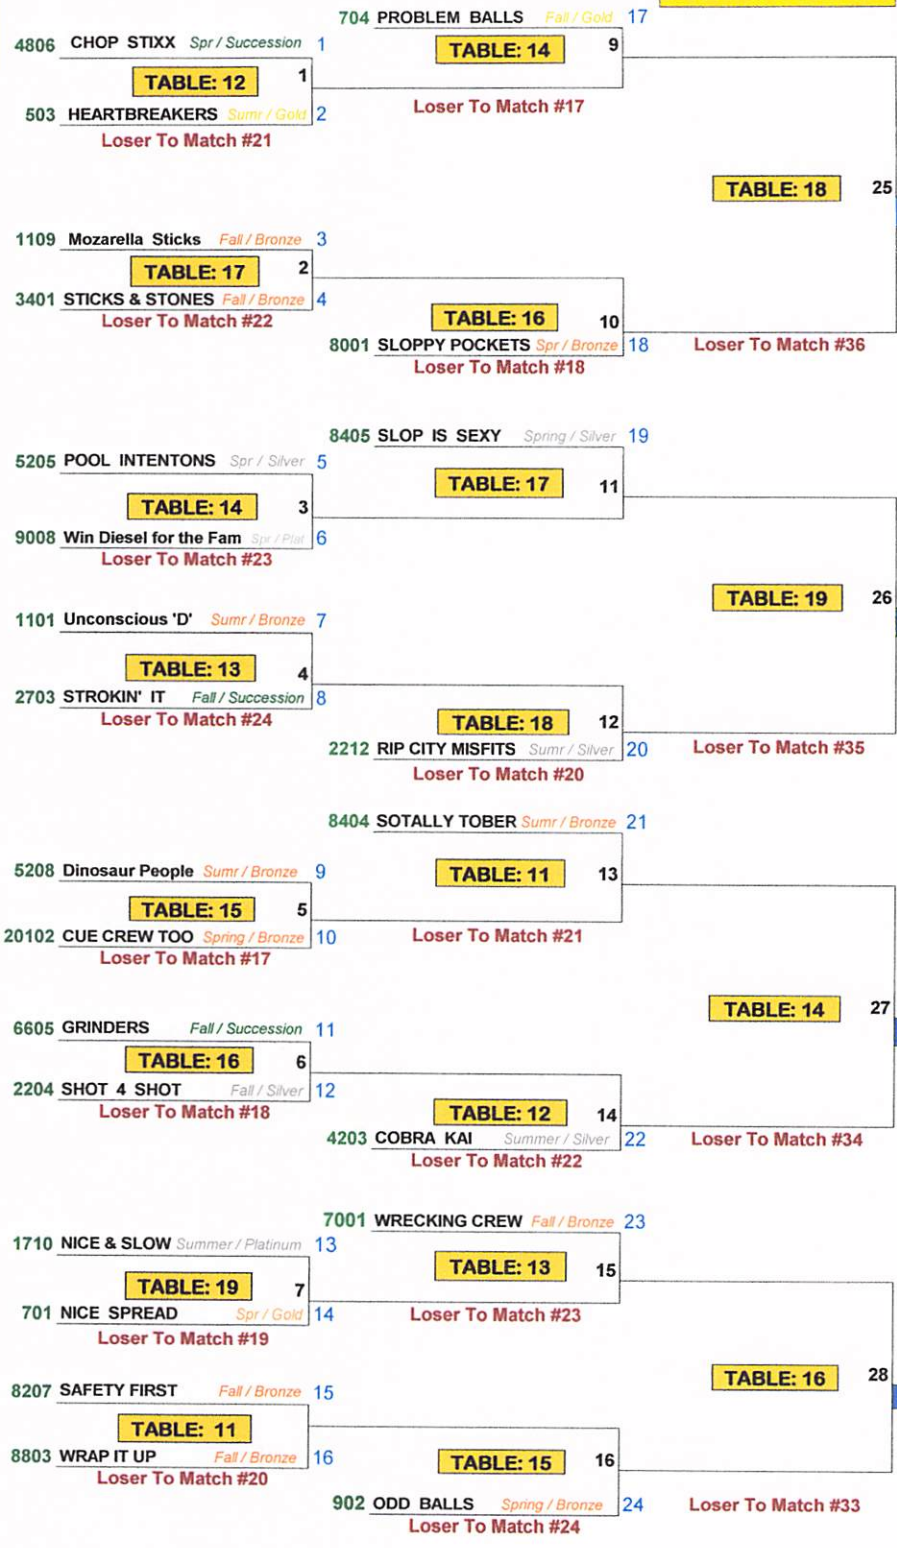 704 PROBLEM BALLS Fall / Gold 17
4806 CHOP STIXX Spr / Succession 1
TABLE: 14 9
TABLE: 12 1
Loser To Match #17
503 HEARTBREAKERS Sumr / Gold 2
Loser To Match #21
TABLE: 18 25
1109 Mozarella Sticks Fall / Bronze 3
TABLE: 17 2
3401 STICKS & STONES Fall / Bronze 4
Loser To Match #22
TABLE: 16 10
8001 SLOPPY POCKETS Spr / Bronze 18
Loser To Match #36
Loser To Match #18
8405 SLOP IS SEXY Spring / Silver 19
5205 POOL INTENTONS Spr / Silver 5
TABLE: 17 11
TABLE: 14 3
9008 Win Diesel for the Fam Spr / Plat 6
Loser To Match #23
TABLE: 19 26
1101 Unconscious 'D' Sumr / Bronze 7
TABLE: 13 4
2703 STROKIN' IT Fall / Succession 8
Loser To Match #24
TABLE: 18 12
2212 RIP CITY MISFITS Sumr / Silver 20
Loser To Match #35
Loser To Match #20
8404 SOTALLY TOBER Sumr / Bronze 21
5208 Dinosaur People Sumr / Bronze 9
TABLE: 11 13
TABLE: 15 5
20102 CUE CREW TOO Spring / Bronze 10
Loser To Match #21
Loser To Match #17
TABLE: 14 27
6605 GRINDERS Fall / Succession 11
TABLE: 16 6
2204 SHOT 4 SHOT Fall / Silver 12
Loser To Match #18
TABLE: 12 14
4203 COBRA KAI Summer / Silver 22
Loser To Match #34
Loser To Match #22
7001 WRECKING CREW Fall / Bronze 23
1710 NICE & SLOW Summer / Platinum 13
TABLE: 13 15
TABLE: 19 7
701 NICE SPREAD Spr / Gold 14
Loser To Match #23
Loser To Match #19
TABLE: 16 28
8207 SAFETY FIRST Fall / Bronze 15
TABLE: 11
8803 WRAP IT UP Fall / Bronze 16
Loser To Match #20
TABLE: 15 16
902 ODD BALLS Spring / Bronze 24
Loser To Match #33
Loser To Match #24